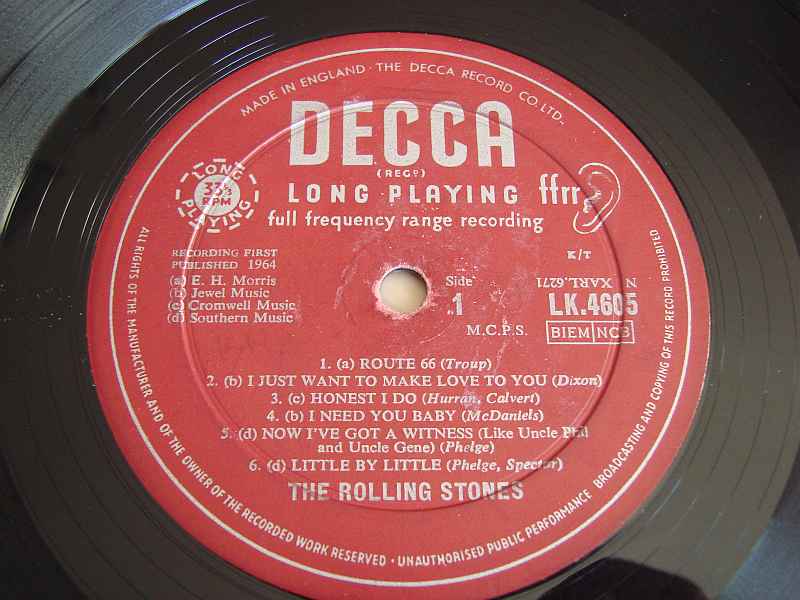 MADE IN ENGLAND · THE DECCA RECORD CO. LTD.
DECCA
(REGD)
LONG PLAYING
33⅓
RPM
LONG PLAYING
ffrr
full frequency range recording
K/T
RECORDING FIRST
PUBLISHED 1964
(a) E. H. Morris
(b) Jewel Music
(c) Cromwell Music
(d) Southern Music
Side
1
M.C.P.S.
N XARL.6271
LK.4605
BIEM NCB
1. (a) ROUTE 66 (Troup)
2. (b) I JUST WANT TO MAKE LOVE TO YOU (Dixon)
3. (c) HONEST I DO (Hurran, Calvert)
4. (b) I NEED YOU BABY (McDaniels)
5. (d) NOW I'VE GOT A WITNESS (Like Uncle Phil
and Uncle Gene) (Phelge)
6. (d) LITTLE BY LITTLE (Phelge, Spector)
THE ROLLING STONES
ALL RIGHTS OF THE MANUFACTURER AND OF THE OWNER OF THE RECORDED WORK RESERVED · UNAUTHORISED PUBLIC PERFORMANCE BROADCASTING AND COPYING OF THIS RECORD PROHIBITED